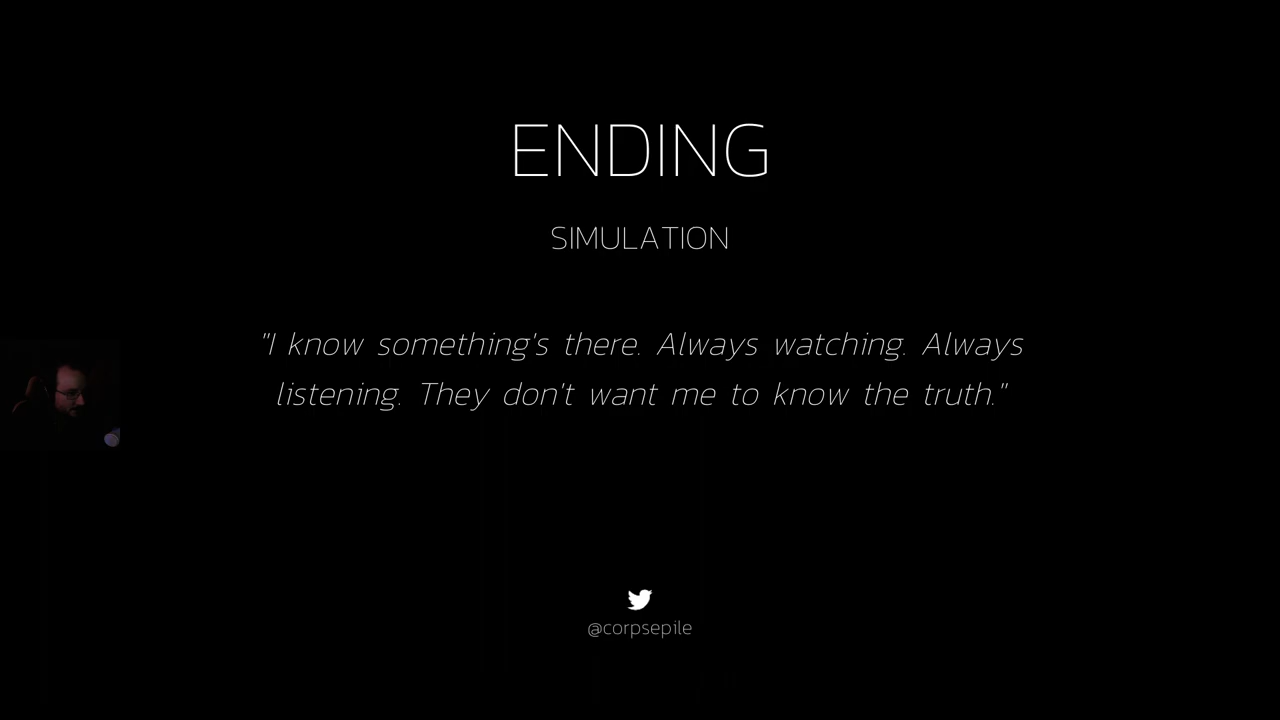 ENDING
SIMULATION
"I know something's there. Always watching. Always
listening. They don't want me to know the truth."
@corpsepile